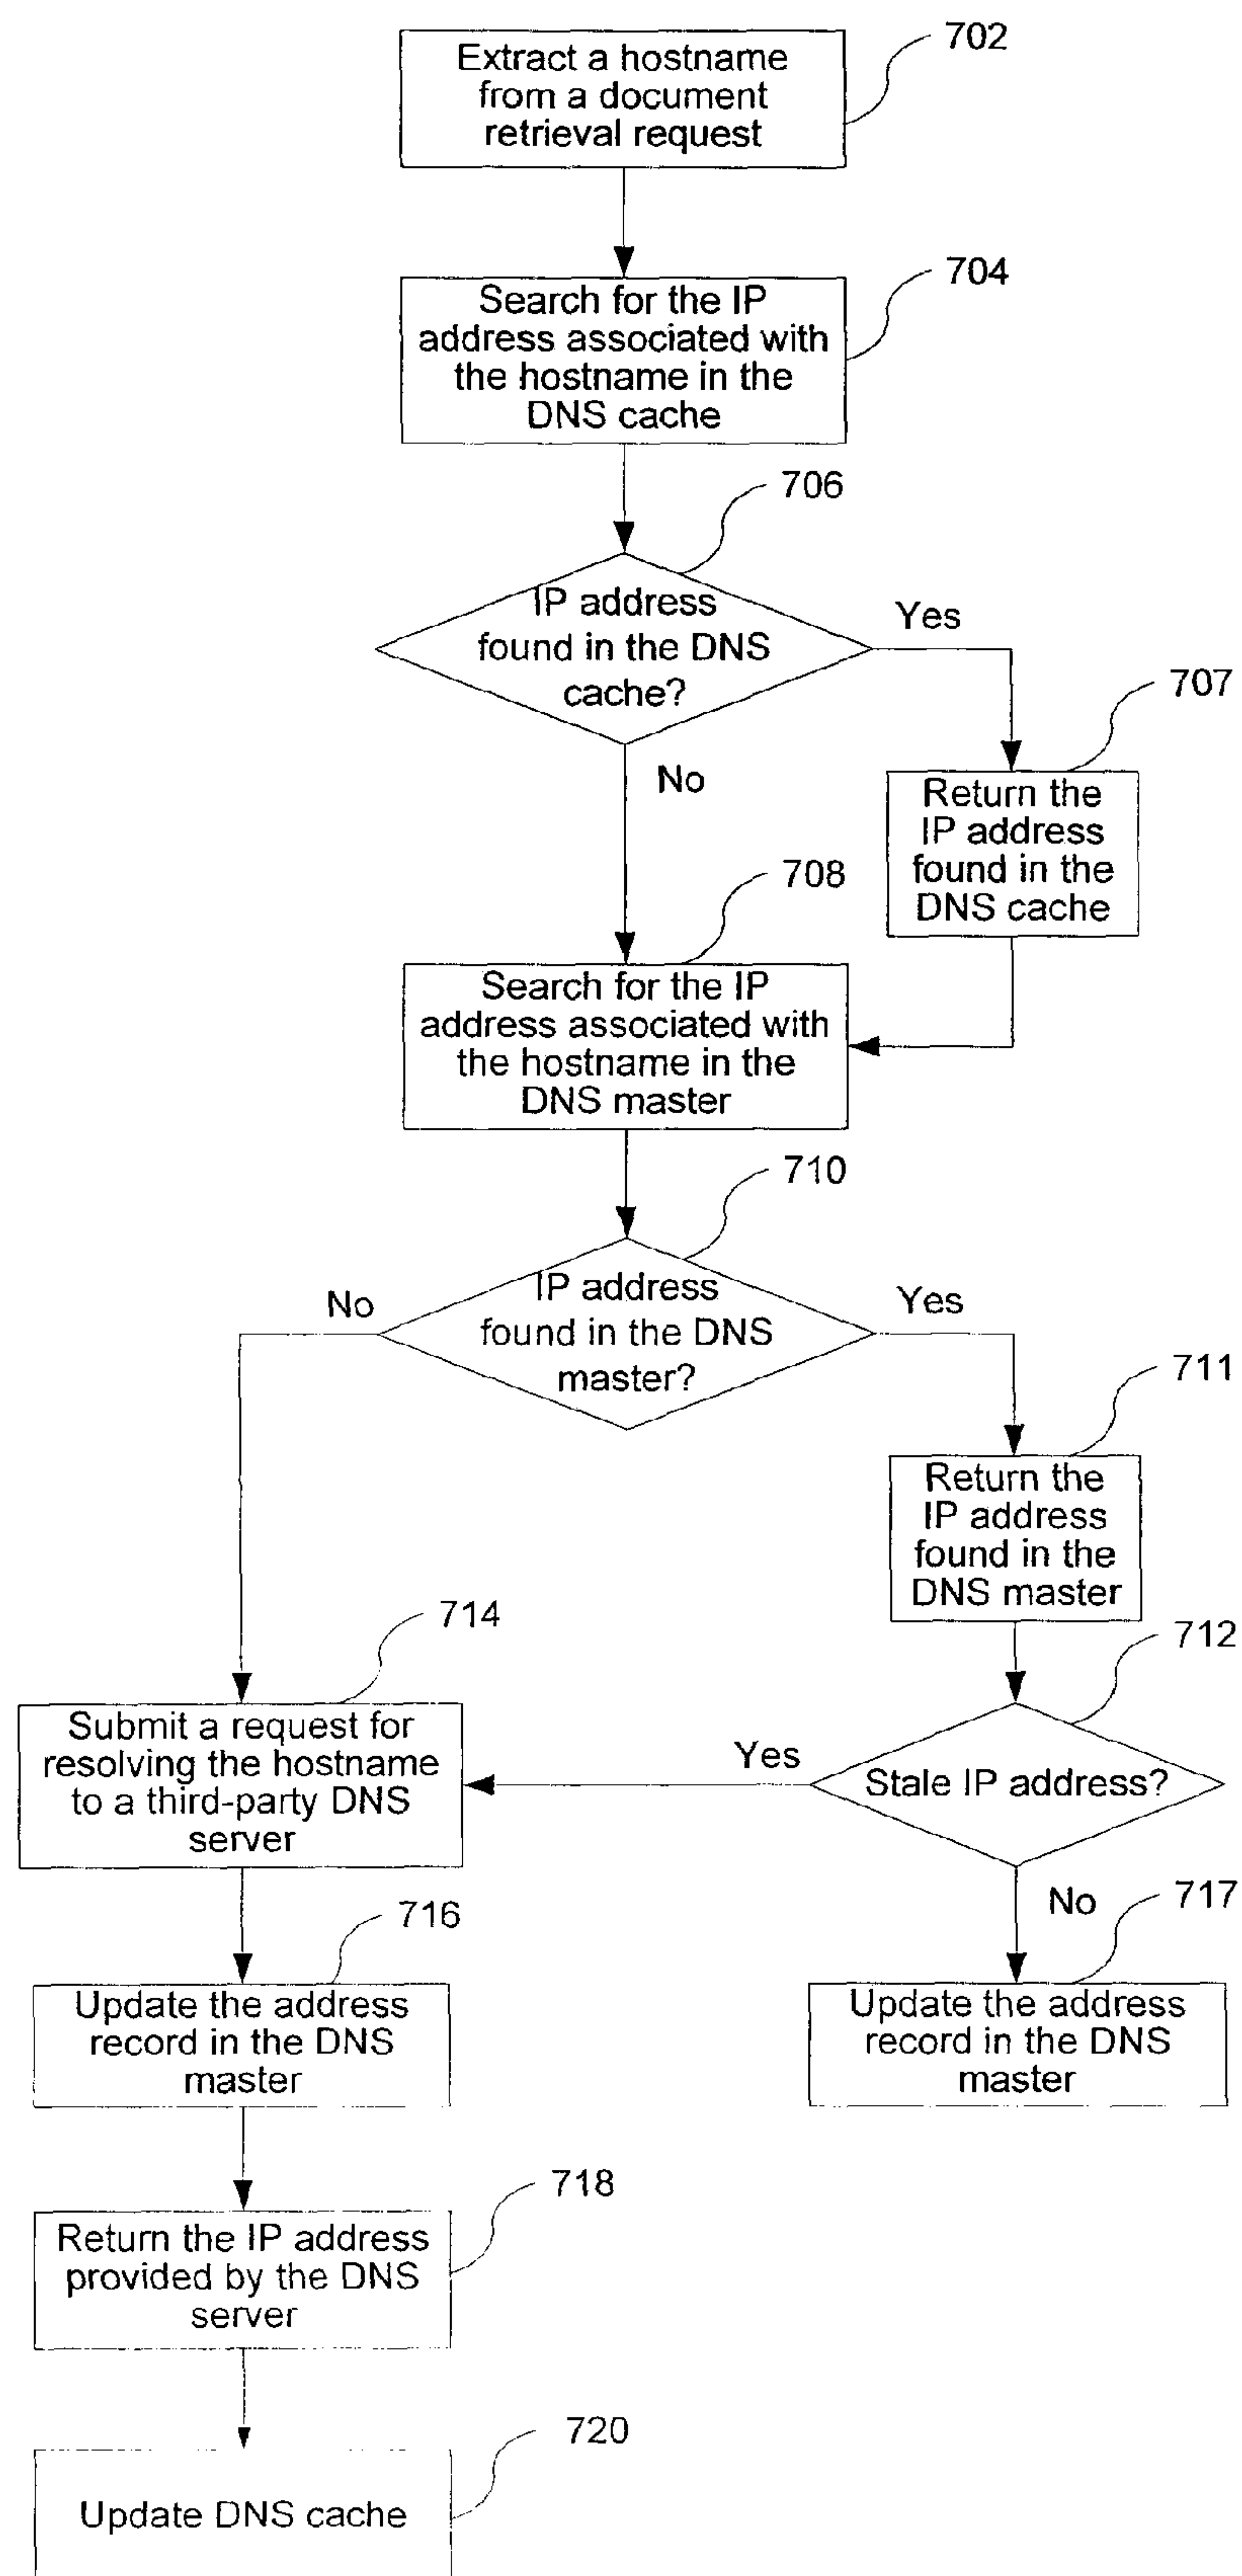 702
Extract a hostname
from a document
retrieval request
704
Search for the IP
address associated with
the hostname in the
DNS cache
706
IP address
found in the DNS
cache?
Yes
No
707
Return the
IP address
found in the
DNS cache
708
Search for the IP
address associated with
the hostname in the
DNS master
710
IP address
found in the DNS
master?
No
Yes
711
Return the
IP address
found in the
DNS master
714
Submit a request for
resolving the hostname
to a third-party DNS
server
712
Yes
Stale IP address?
No
716
Update the address
record in the DNS
master
717
Update the address
record in the DNS
master
718
Return the IP address
provided by the DNS
server
720
Update DNS cache